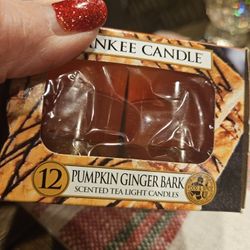 ANKEE CANDLE
12
PUMPKIN GINGER BARK
SCENTED TEA LIGHT CANDLES